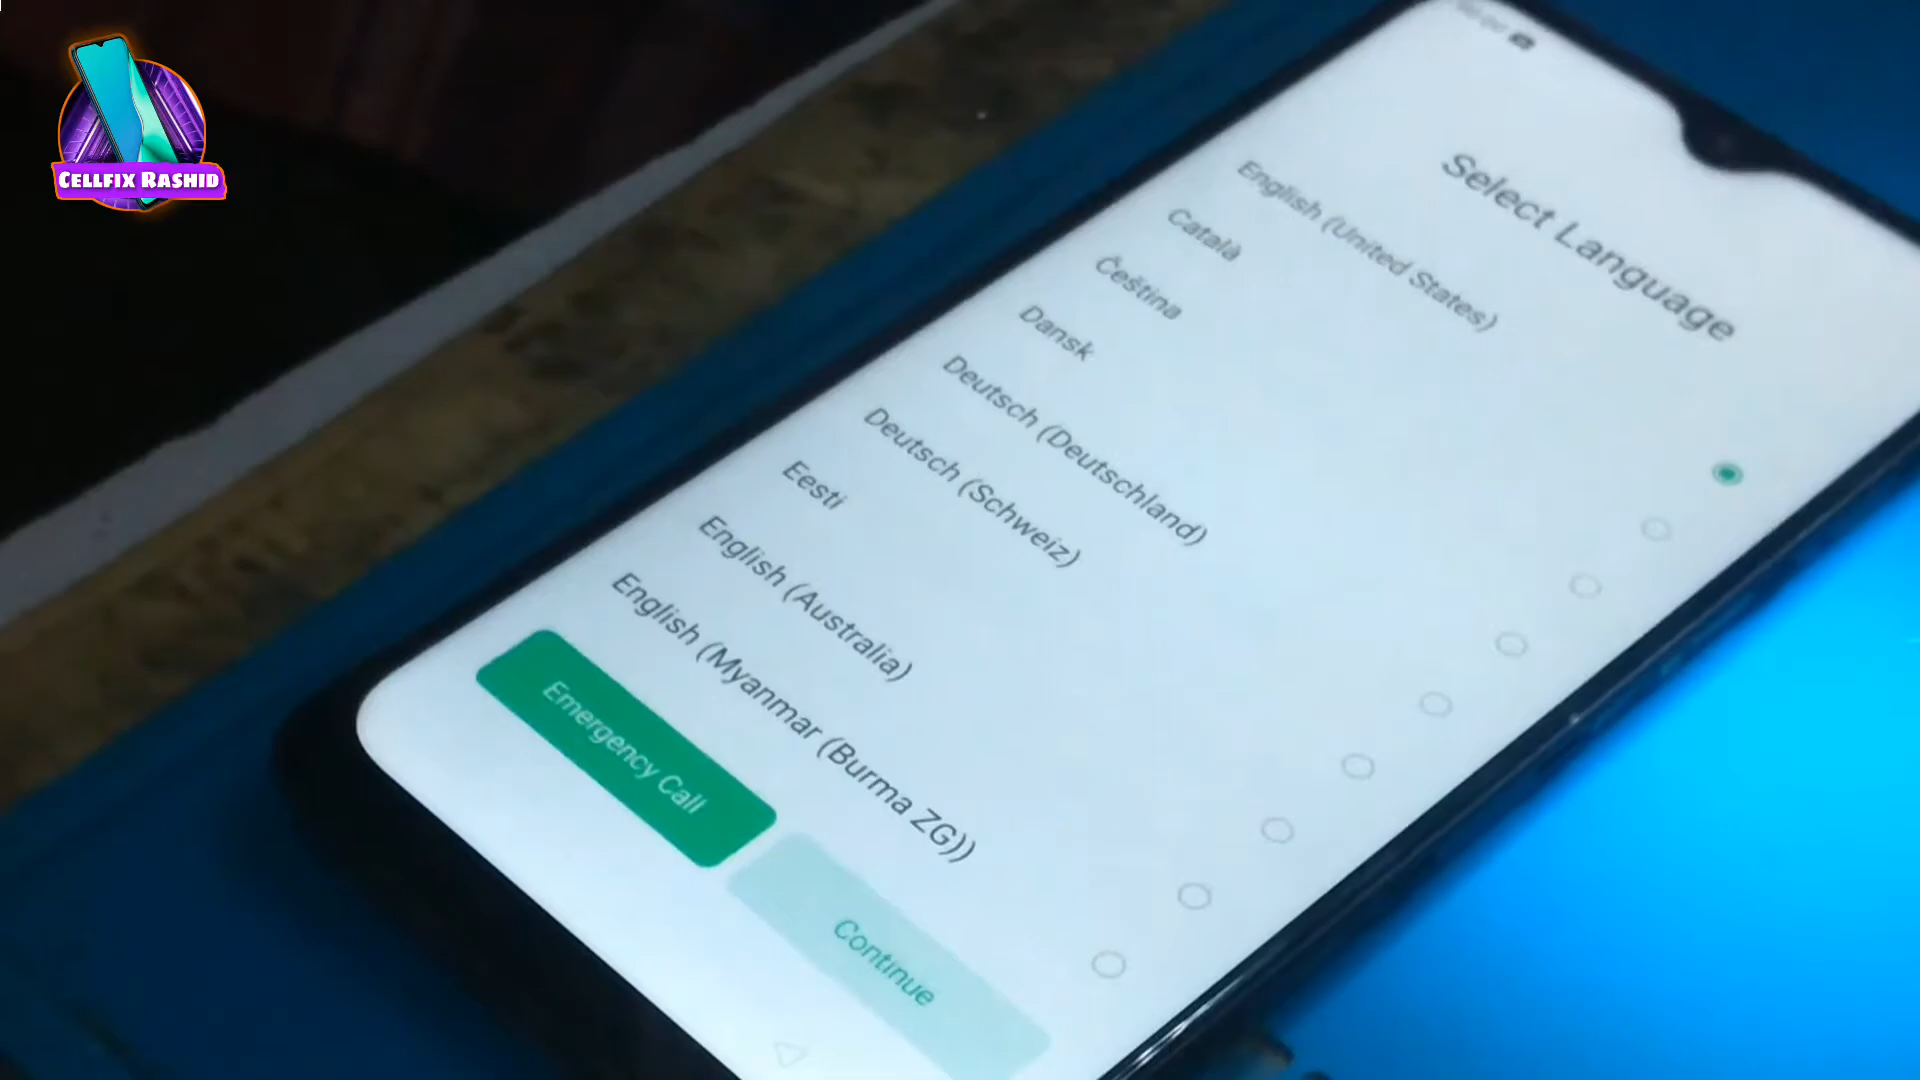 CELLFIX RASHID
Select Language
English (United States)
Català
Čeština
Dansk
Deutsch (Deutschland)
Deutsch (Schweiz)
Eesti
English (Australia)
English (Myanmar (Burma ZG))
Emergency Call
Continue